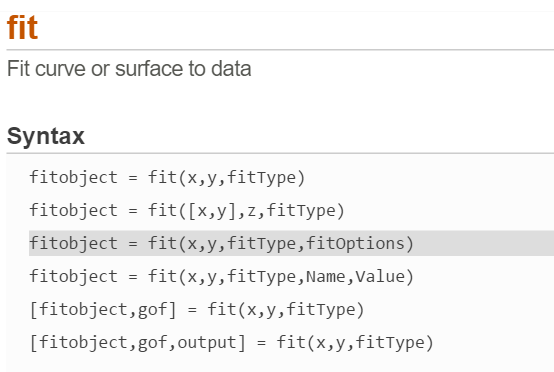 fit
Fit curve or surface to data
Syntax
fitobject = fit(x,y,fitType)
fitobject = fit([x,y],z,fitType)
fitobject = fit(x,y,fitType,fitOptions)
fitobject = fit(x,y,fitType,Name,Value)
[fitobject,gof] = fit(x,y,fitType)
[fitobject,gof,output] = fit(x,y,fitType)